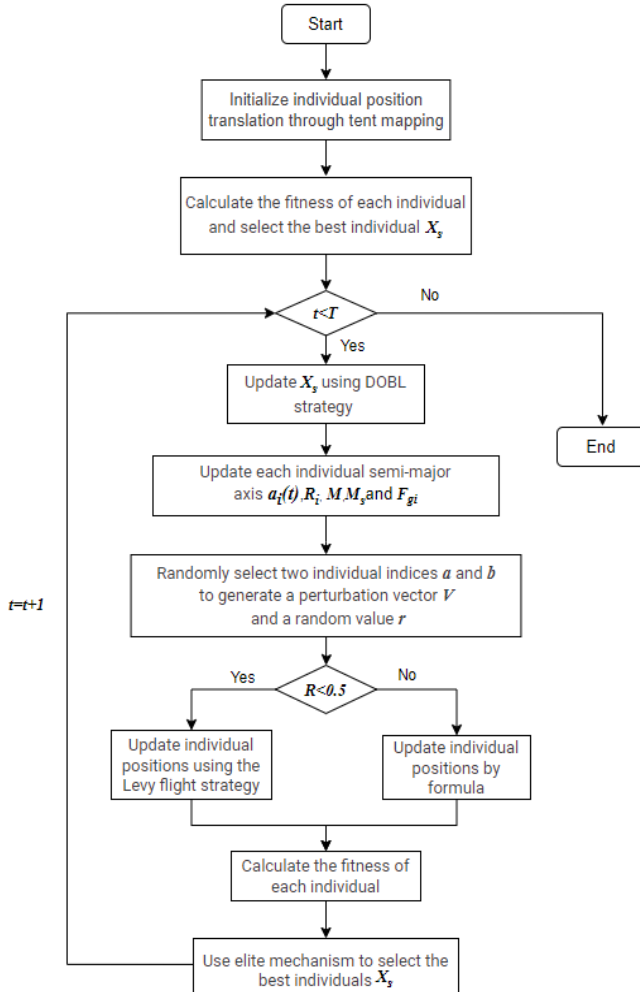 Start
Initialize individual position
translation through tent mapping
Calculate the fitness of each individual
and select the best individual Xs
t<T
No
Yes
Update Xs using DOBL
strategy
End
Update each individual semi-major
axis ai(t),Ri, M,Ms and Fgi
Randomly select two individual indices a and b
to generate a perturbation vector V
and a random value r
t=t+1
R<0.5
Yes
No
Update individual
positions using the
Levy flight strategy
Update individual
positions by
formula
Calculate the fitness of
each individual
Use elite mechanism to select the
best individuals Xs